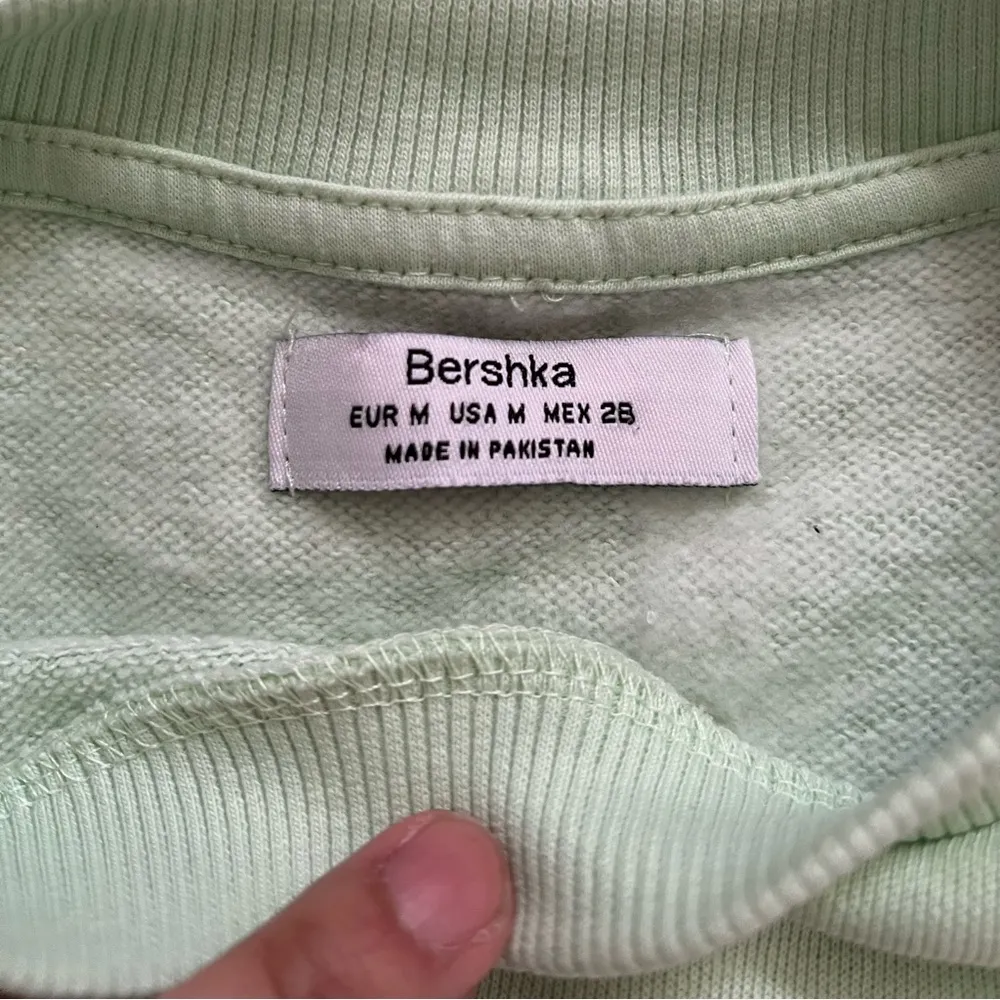 Bershka
EUR M USA M MEX 28
MADE IN PAKISTAN